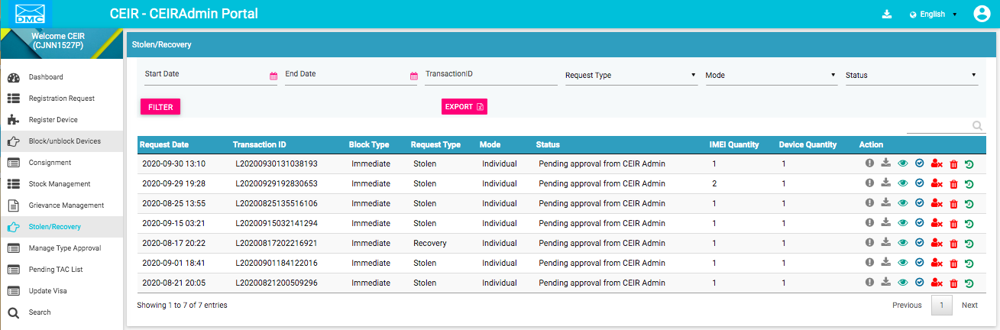 DMC
CEIR - CEIRAdmin Portal
English
Welcome CEIR
(CJNN1527P)
Dashboard
Registration Request
Register Device
Block/unblock Devices
Consignment
Stock Management
Grievance Management
Stolen/Recovery
Manage Type Approval
Pending TAC List
Update Visa
Search
Stolen/Recovery
Start Date End Date TransactionID Request Type Mode Status
FILTER EXPORT
Request Date Transaction ID Block Type Request Type Mode Status IMEI Quantity Device Quantity Action
2020-09-30 13:10 L20200930131038193 Immediate Stolen Individual Pending approval from CEIR Admin 1 1
2020-09-29 19:28 L20200929192830653 Immediate Stolen Individual Pending approval from CEIR Admin 2 1
2020-08-25 13:55 L20200825135516106 Immediate Stolen Individual Pending approval from CEIR Admin 1 1
2020-09-15 03:21 L20200915032141294 Immediate Stolen Individual Pending approval from CEIR Admin 1 1
2020-08-17 20:22 L20200817202216921 Immediate Recovery Individual Pending approval from CEIR Admin 1 1
2020-09-01 18:41 L20200901184122016 Immediate Stolen Individual Pending approval from CEIR Admin 1 1
2020-08-21 20:05 L20200821200509296 Immediate Stolen Individual Pending approval from CEIR Admin 1 1
Showing 1 to 7 of 7 entries Previous 1 Next